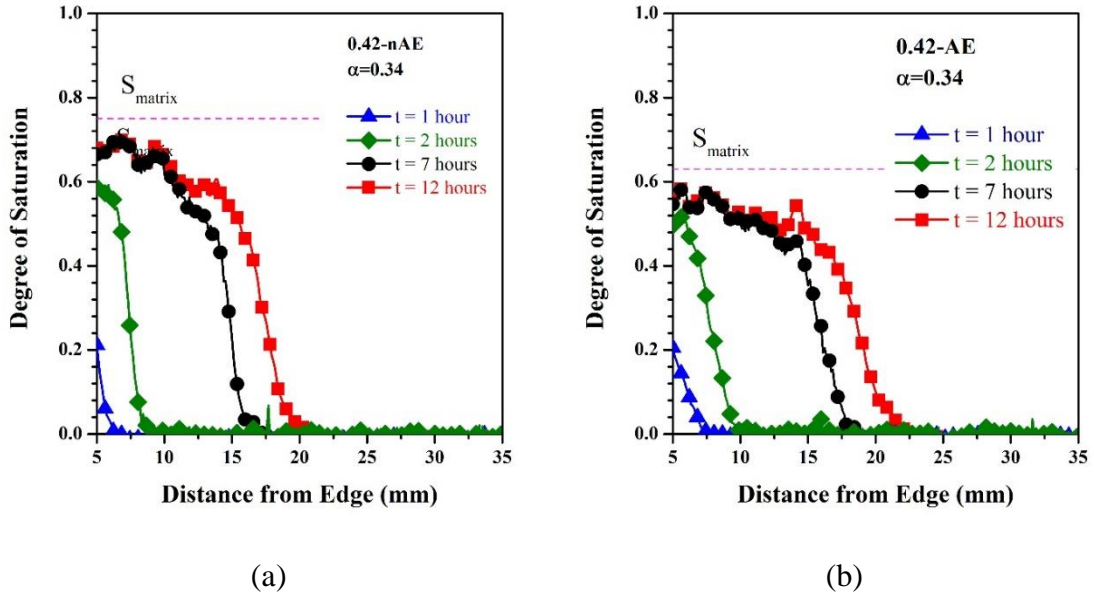 1.0
0.8
0.6
0.4
0.2
0.0
Degree of Saturation
0.42-nAE
α=0.34
S_matrix
S_matrix
t = 1 hour
t = 2 hours
t = 7 hours
t = 12 hours
5 10 15 20 25 30 35
Distance from Edge (mm)
(a)
1.0
0.8
0.6
0.4
0.2
0.0
Degree of Saturation
0.42-AE
α=0.34
S_matrix
t = 1 hour
t = 2 hours
t = 7 hours
t = 12 hours
5 10 15 20 25 30 35
Distance from Edge (mm)
(b)